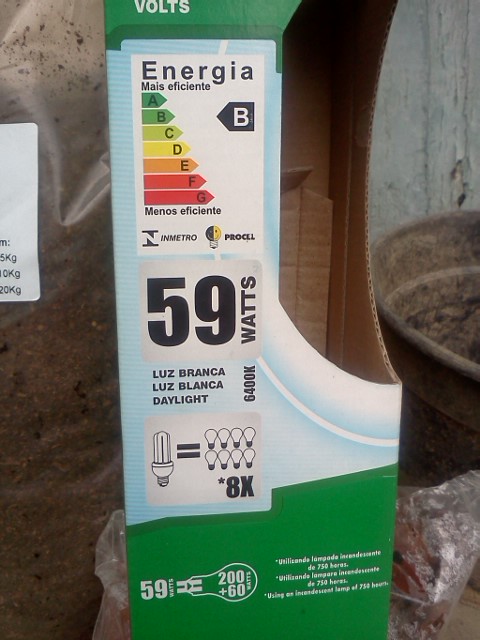 VOLTS
Energia
Mais eficiente
A
B
B
C
D
E
F
G
Menos eficiente
INMETRO PROCEL
59 WATTS
LUZ BRANCA
LUZ BLANCA
DAYLIGHT
6400K
=
*8X
59 WATTS = 200 +60 WATTS
*Utilizando lâmpada incandescente
de 750 horas.
*Utilizando lampara incandescente
de 750 horas.
*Using an incandescent lamp of 750 hours.
m:
5Kg
10Kg
20Kg